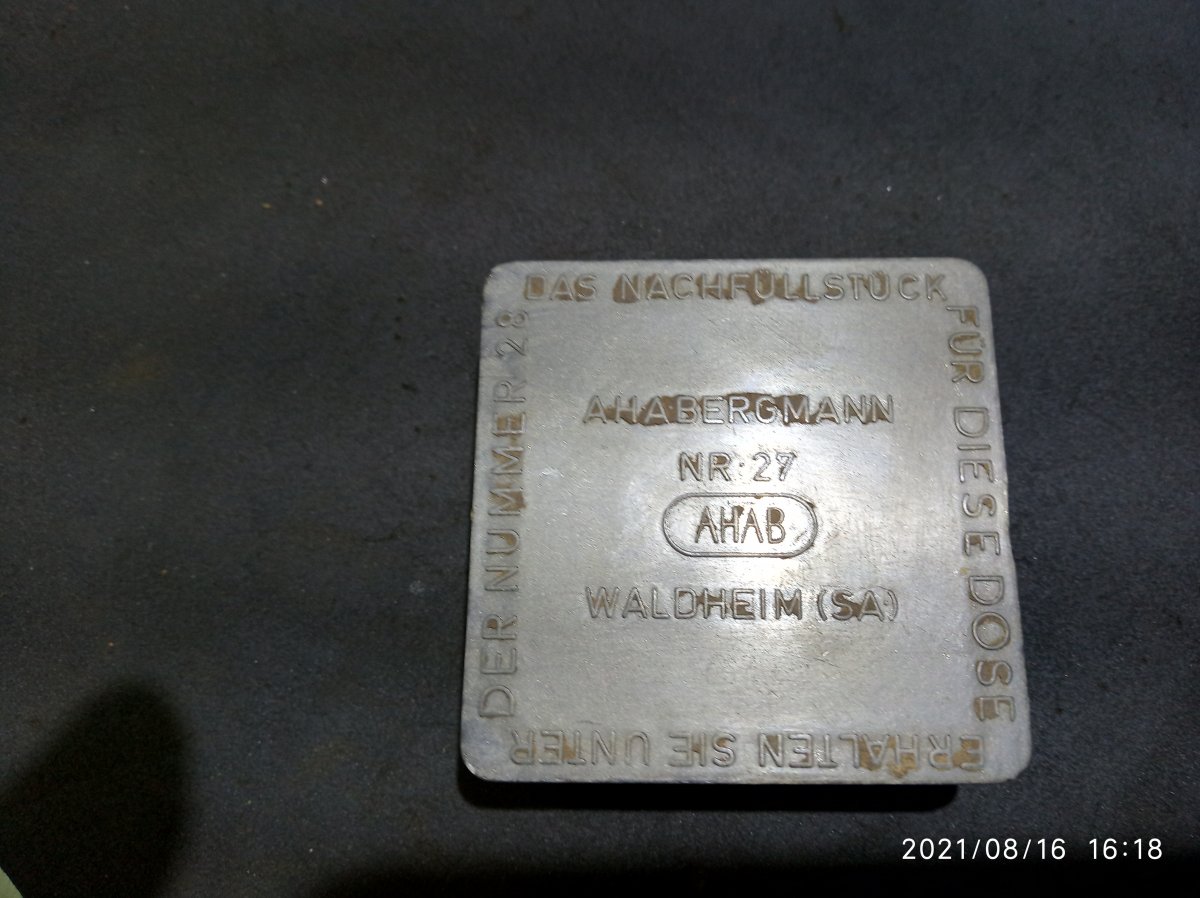 DAS NACHFÜLLSTÜCK
FÜR DIESE DOSE
ERHALTEN SIE UNTER
DER NUMMER 28
AHABERGMANN
NR. 27
AHAB
WALDHEIM (SA)
2021/08/16 16:18